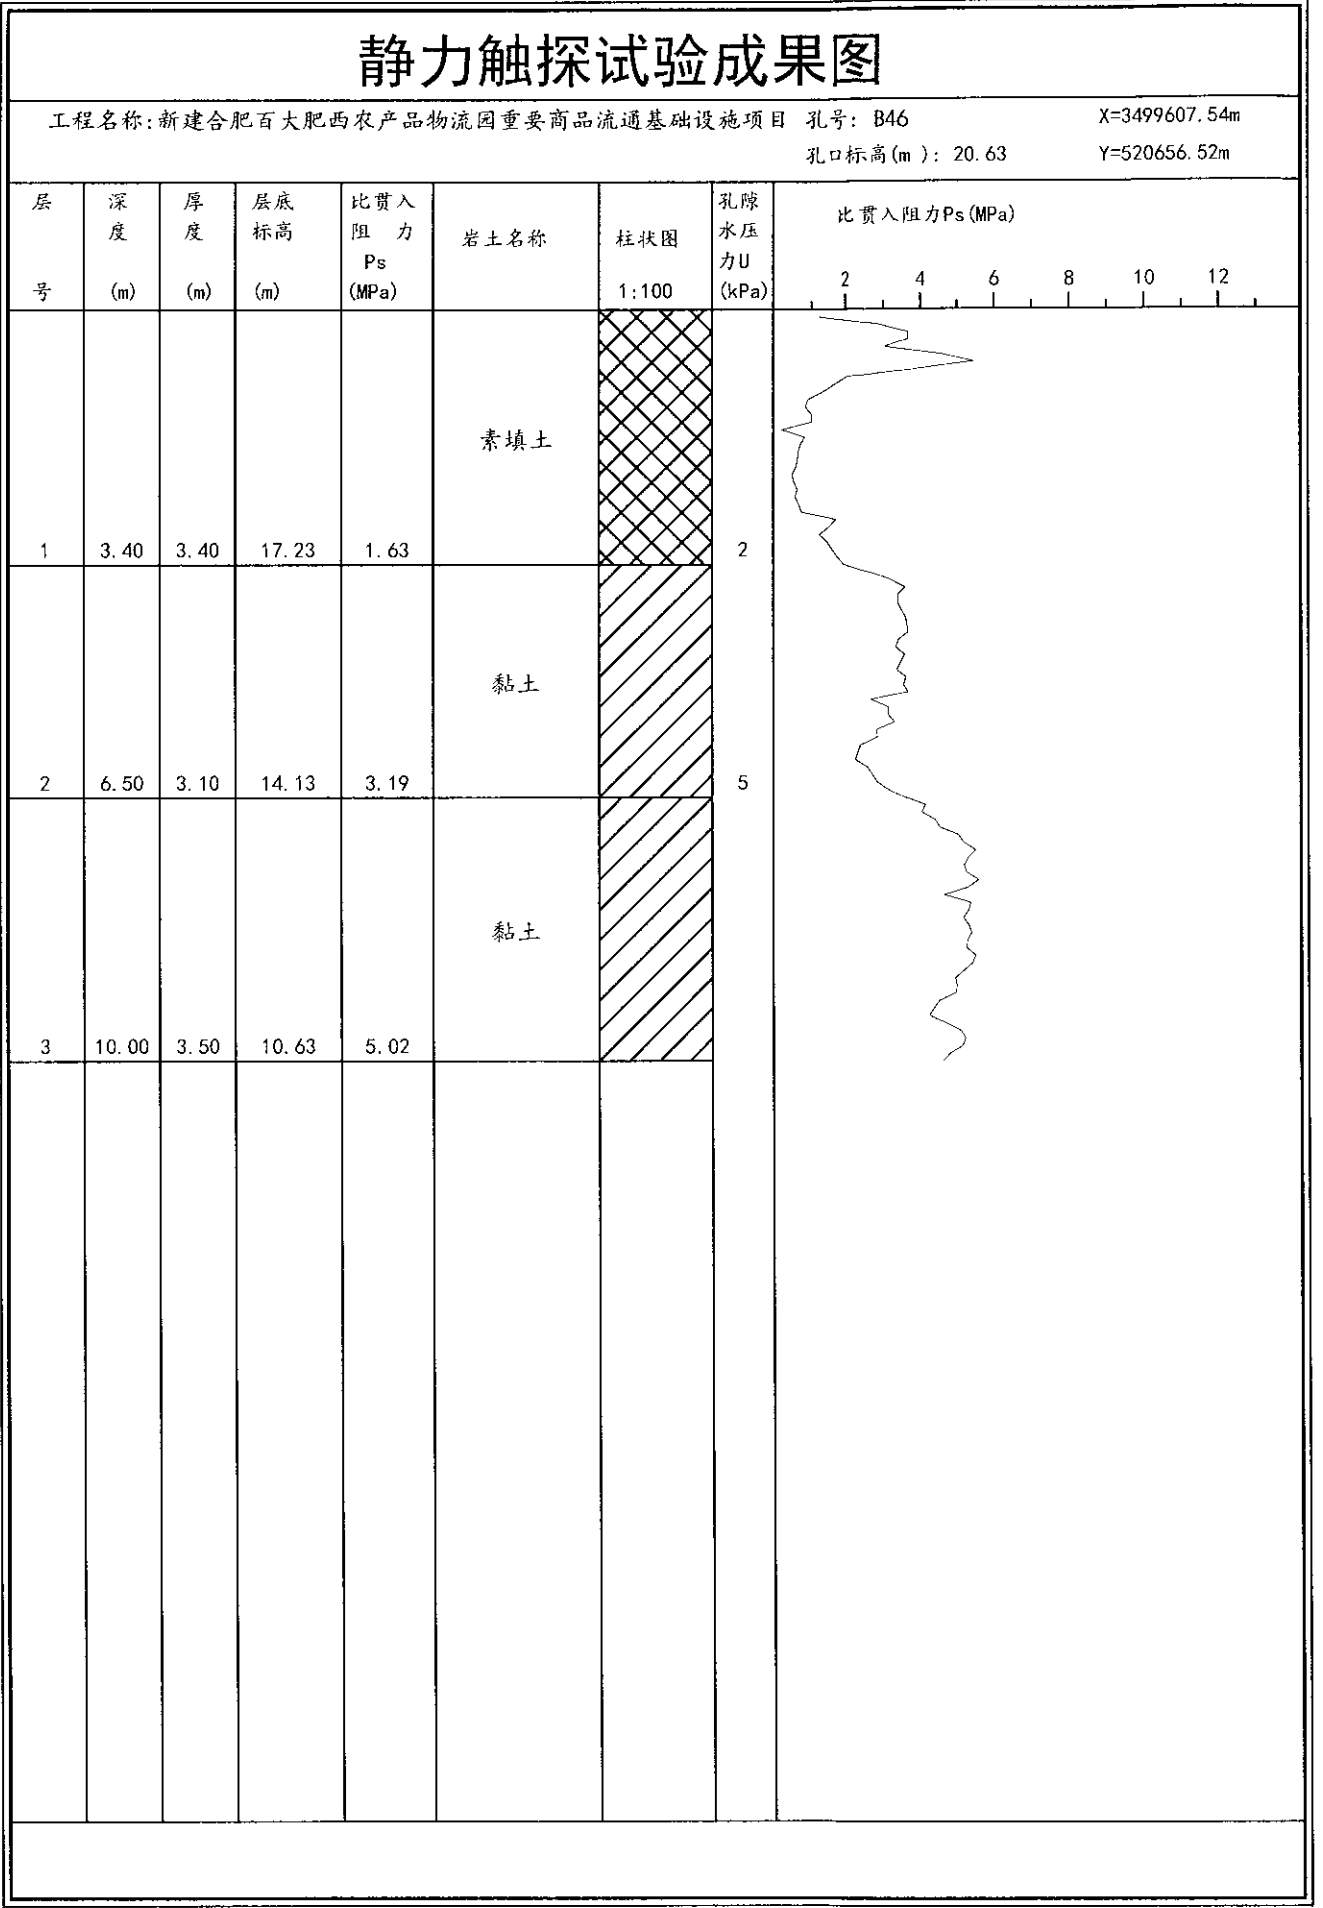 静力触探试验成果图
工程名称:新建合肥百大肥西农产品物流园重要商品流通基础设施项目 孔号: B46 X=3499607.54m
孔口标高(m ): 20.63 Y=520656.52m
层号 深度(m) 厚度(m) 层底标高(m) 比贯入阻力Ps(MPa) 岩土名称 柱状图1:100 孔隙水压力U(kPa) 比贯入阻力Ps(MPa)
2 4 6 8 10 12
素填土
1 3.40 3.40 17.23 1.63 2
黏土
2 6.50 3.10 14.13 3.19 5
黏土
3 10.00 3.50 10.63 5.02